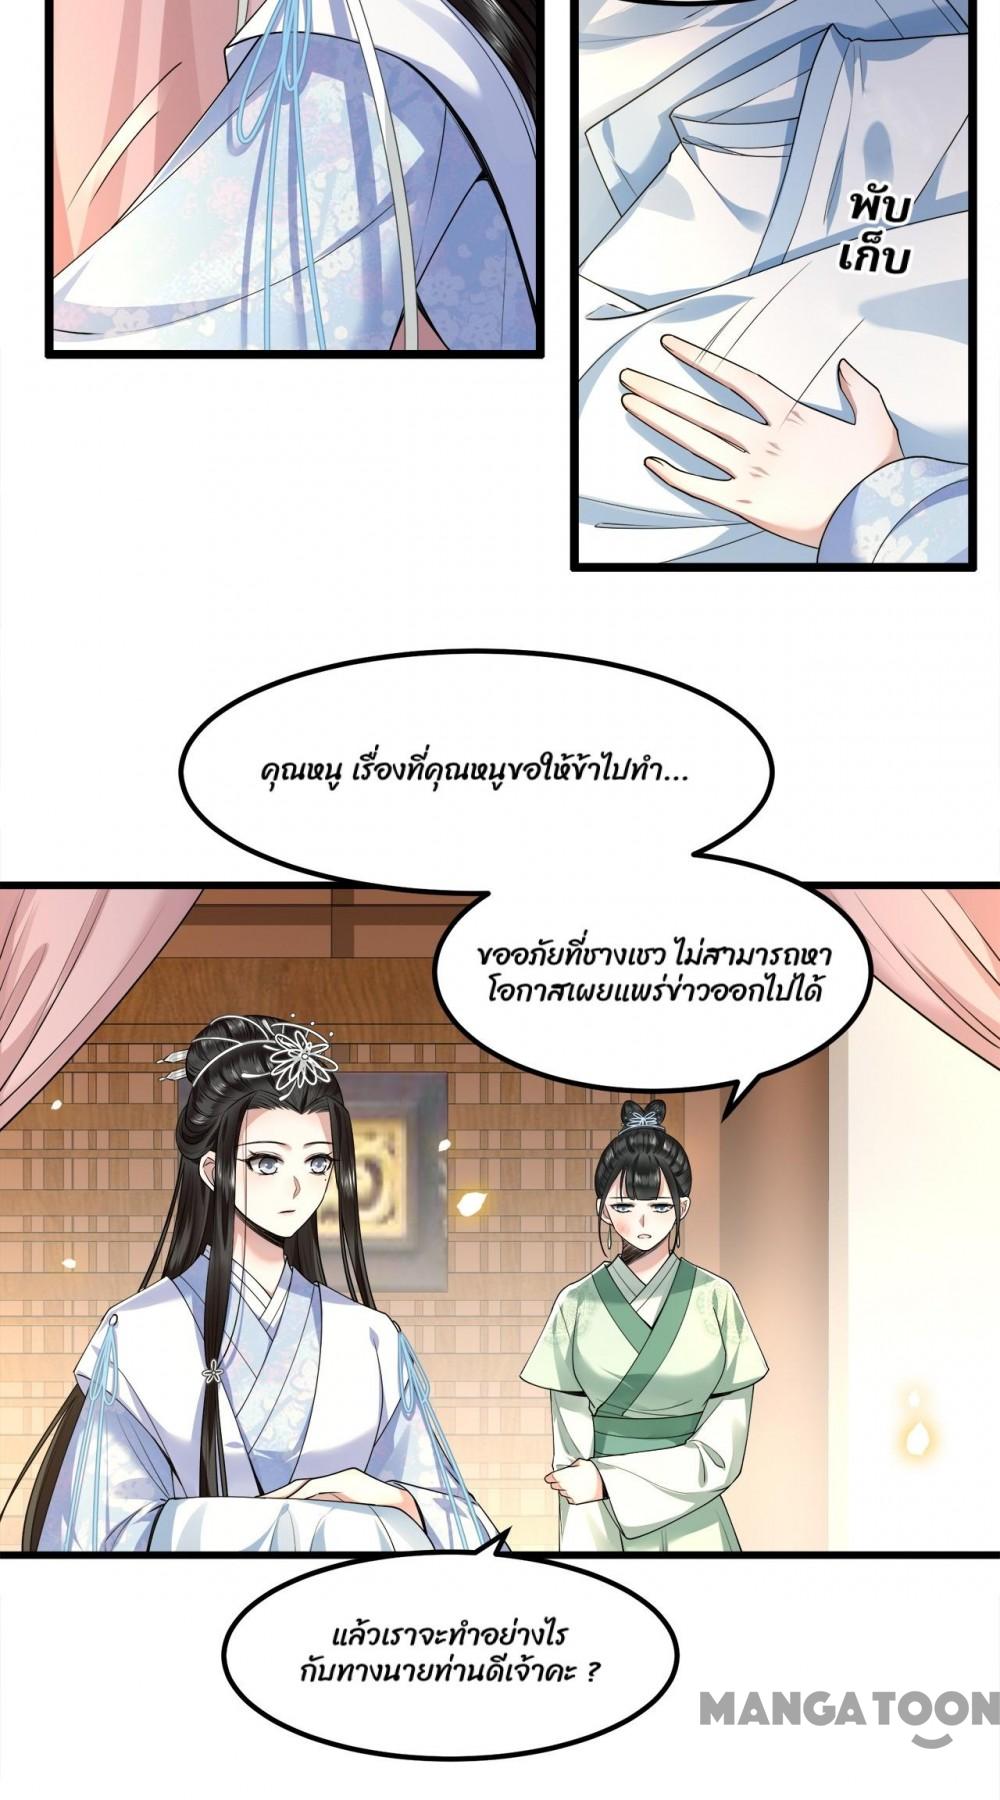 พับ
เก็บ
คุณหนู เรื่องที่คุณหนูขอให้ข้าไปทำ...
ขออภัยที่ชางเชว ไม่สามารถหา
โอกาสเผยแพร่ข่าวออกไปได้
แล้วเราจะทำอย่างไร
กับทางนายท่านดีเจ้าคะ ?
MANGATOON